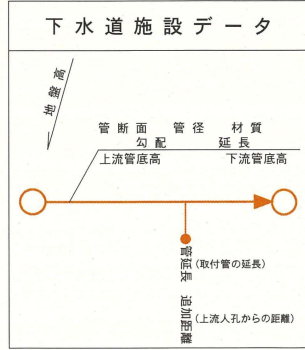 下水道施設データ
地盤高
管断面 管径 材質
勾配 延長
上流管底高 下流管底高
管延長 (取付管の延長)
追加距離 (上流人孔からの距離)